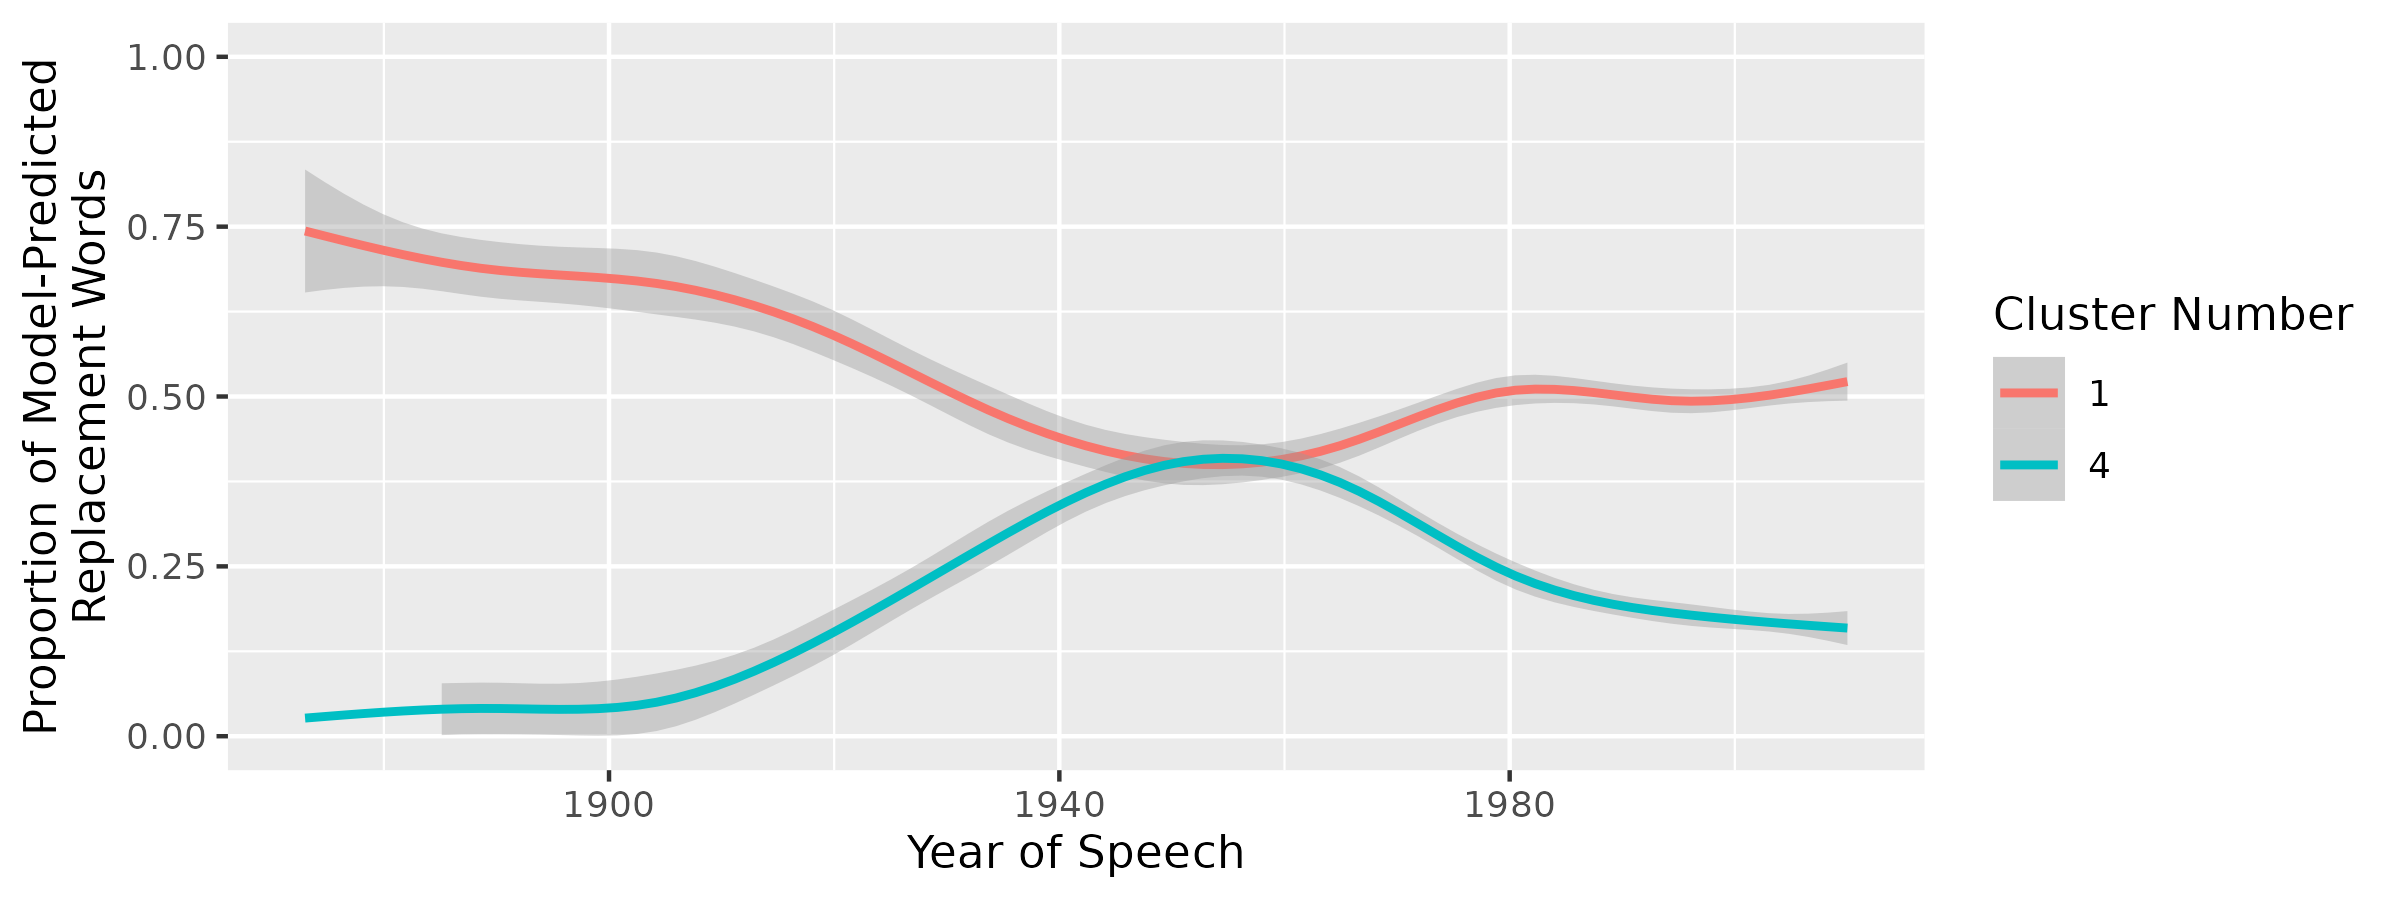 Proportion of Model-Predicted
Replacement Words
1.00
0.75
0.50
0.25
0.00
1900
1940
1980
Year of Speech
Cluster Number
1
4